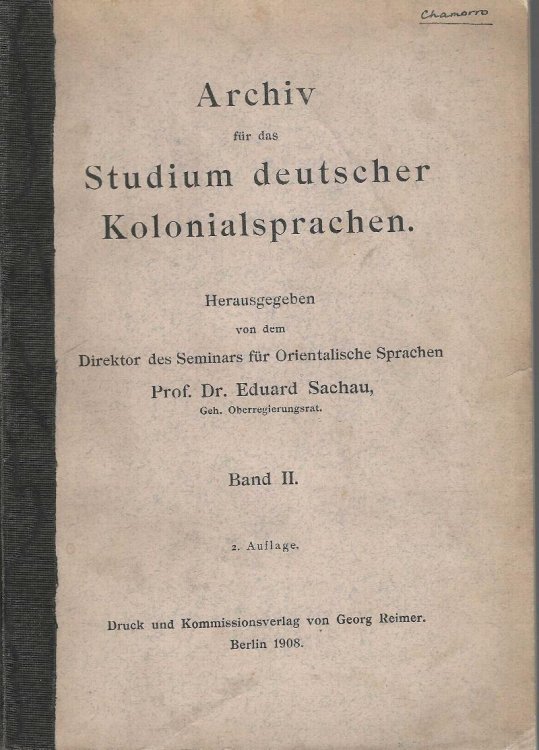 Chamorro
Archiv
für das
Studium deutscher
Kolonialsprachen.
Herausgegeben
von dem
Direktor des Seminars für Orientalische Sprachen
Prof. Dr. Eduard Sachau,
Geh. Oberregierungsrat.
Band II.
2. Auflage.
Druck und Kommissionsverlag von Georg Reimer.
Berlin 1908.